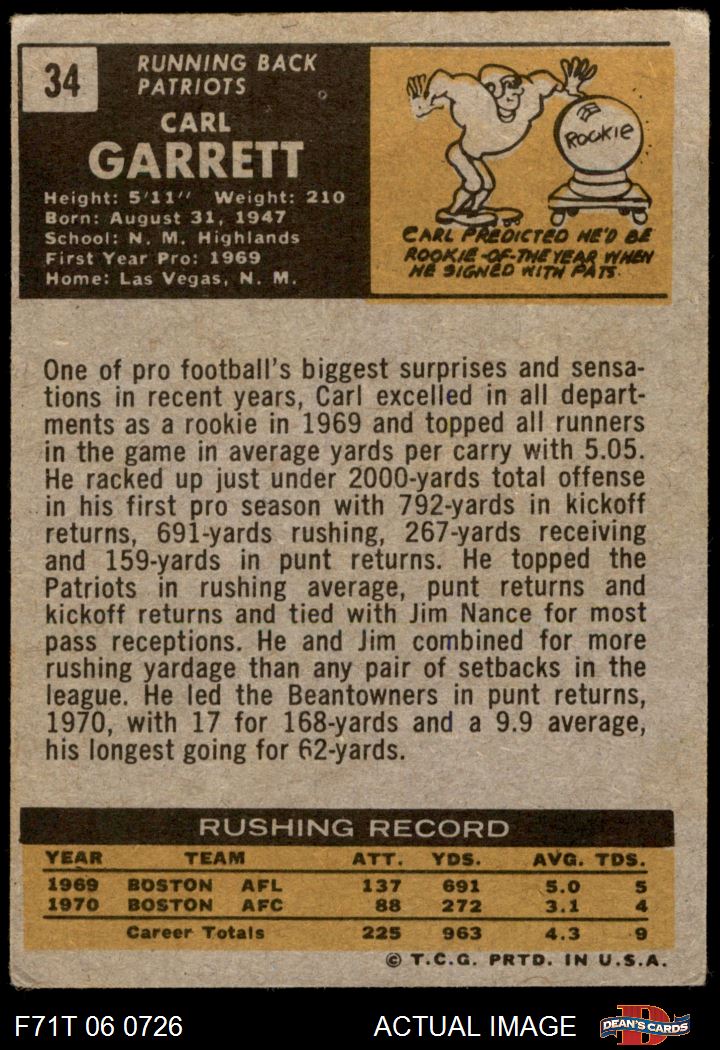 34
RUNNING BACK
PATRIOTS
CARL
GARRETT
Height: 5'11" Weight: 210
Born: August 31, 1947
School: N. M. Highlands
First Year Pro: 1969
Home: Las Vegas, N. M.
ROOKIE
CARL PREDICTED HE'D BE
ROOKIE-OF-THE YEAR WHEN
HE SIGNED WITH PATS.
One of pro football's biggest surprises and sensa-
tions in recent years, Carl excelled in all depart-
ments as a rookie in 1969 and topped all runners
in the game in average yards per carry with 5.05.
He racked up just under 2000-yards total offense
in his first pro season with 792-yards in kickoff
returns, 691-yards rushing, 267-yards receiving
and 159-yards in punt returns. He topped the
Patriots in rushing average, punt returns and
kickoff returns and tied with Jim Nance for most
pass receptions. He and Jim combined for more
rushing yardage than any pair of setbacks in the
league. He led the Beantowners in punt returns,
1970, with 17 for 168-yards and a 9.9 average,
his longest going for 62-yards.
RUSHING RECORD
YEAR TEAM ATT. YDS. AVG. TDS.
1969 BOSTON AFL 137 691 5.0 5
1970 BOSTON AFC 88 272 3.1 4
Career Totals 225 963 4.3 9
© T.C.G. PRTD. IN U.S.A.
F71T 06 0726 ACTUAL IMAGE D DEAN'S CARDS